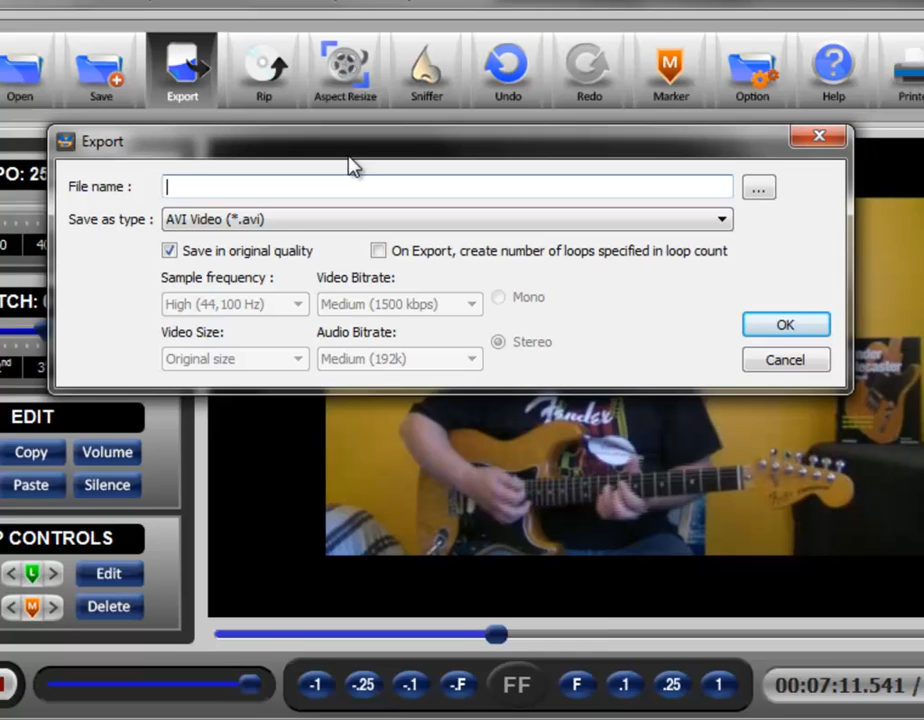 Open Save Export Rip Aspect Resize Sniffer Undo Redo Marker Option Help
M
?
Export
File name :
...
Save as type : AVI Video (*.avi)
Save in original quality On Export, create number of loops specified in loop count
Sample frequency : Video Bitrate:
High (44,100 Hz) Medium (1500 kbps) Mono
OK
Video Size: Audio Bitrate:
Stereo
Original size Medium (192k) Cancel
EDIT
Copy Volume
Paste Silence
Fender
CONTROLS
< L > Edit
< M > Delete
-1 -.25 -.1 -.F FF F .1 .25 1 00:07:11.541 /